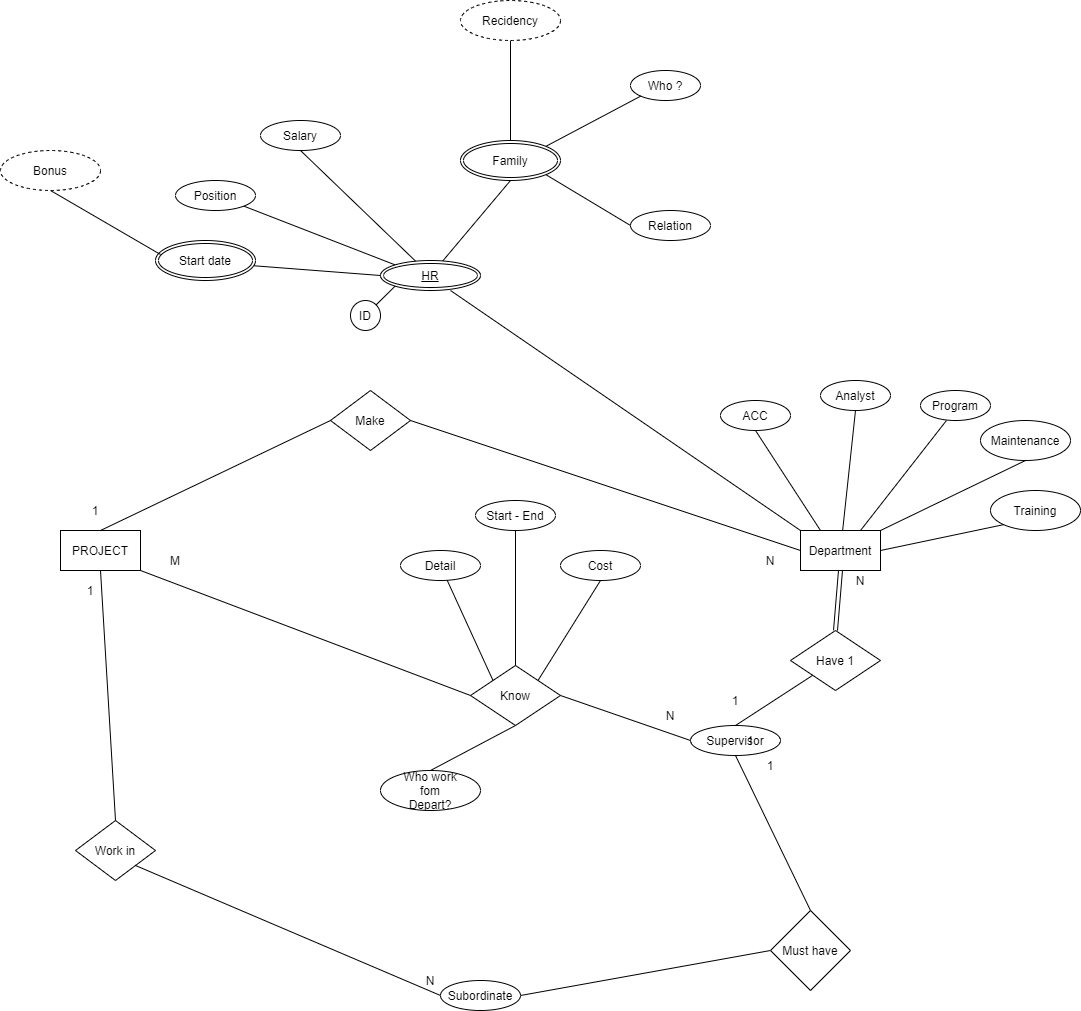 Recidency
Who ?
Salary
Family
Bonus
Position
Relation
Start date
HR
ID
Analyst
ACC
Program
Make
Maintenance
1
Training
Start - End
PROJECT
Department
M
N
Detail
Cost
1
N
Have 1
Know
1
N
Supervisor
1
1
Who work
fom
Depart?
Work in
Must have
N
Subordinate